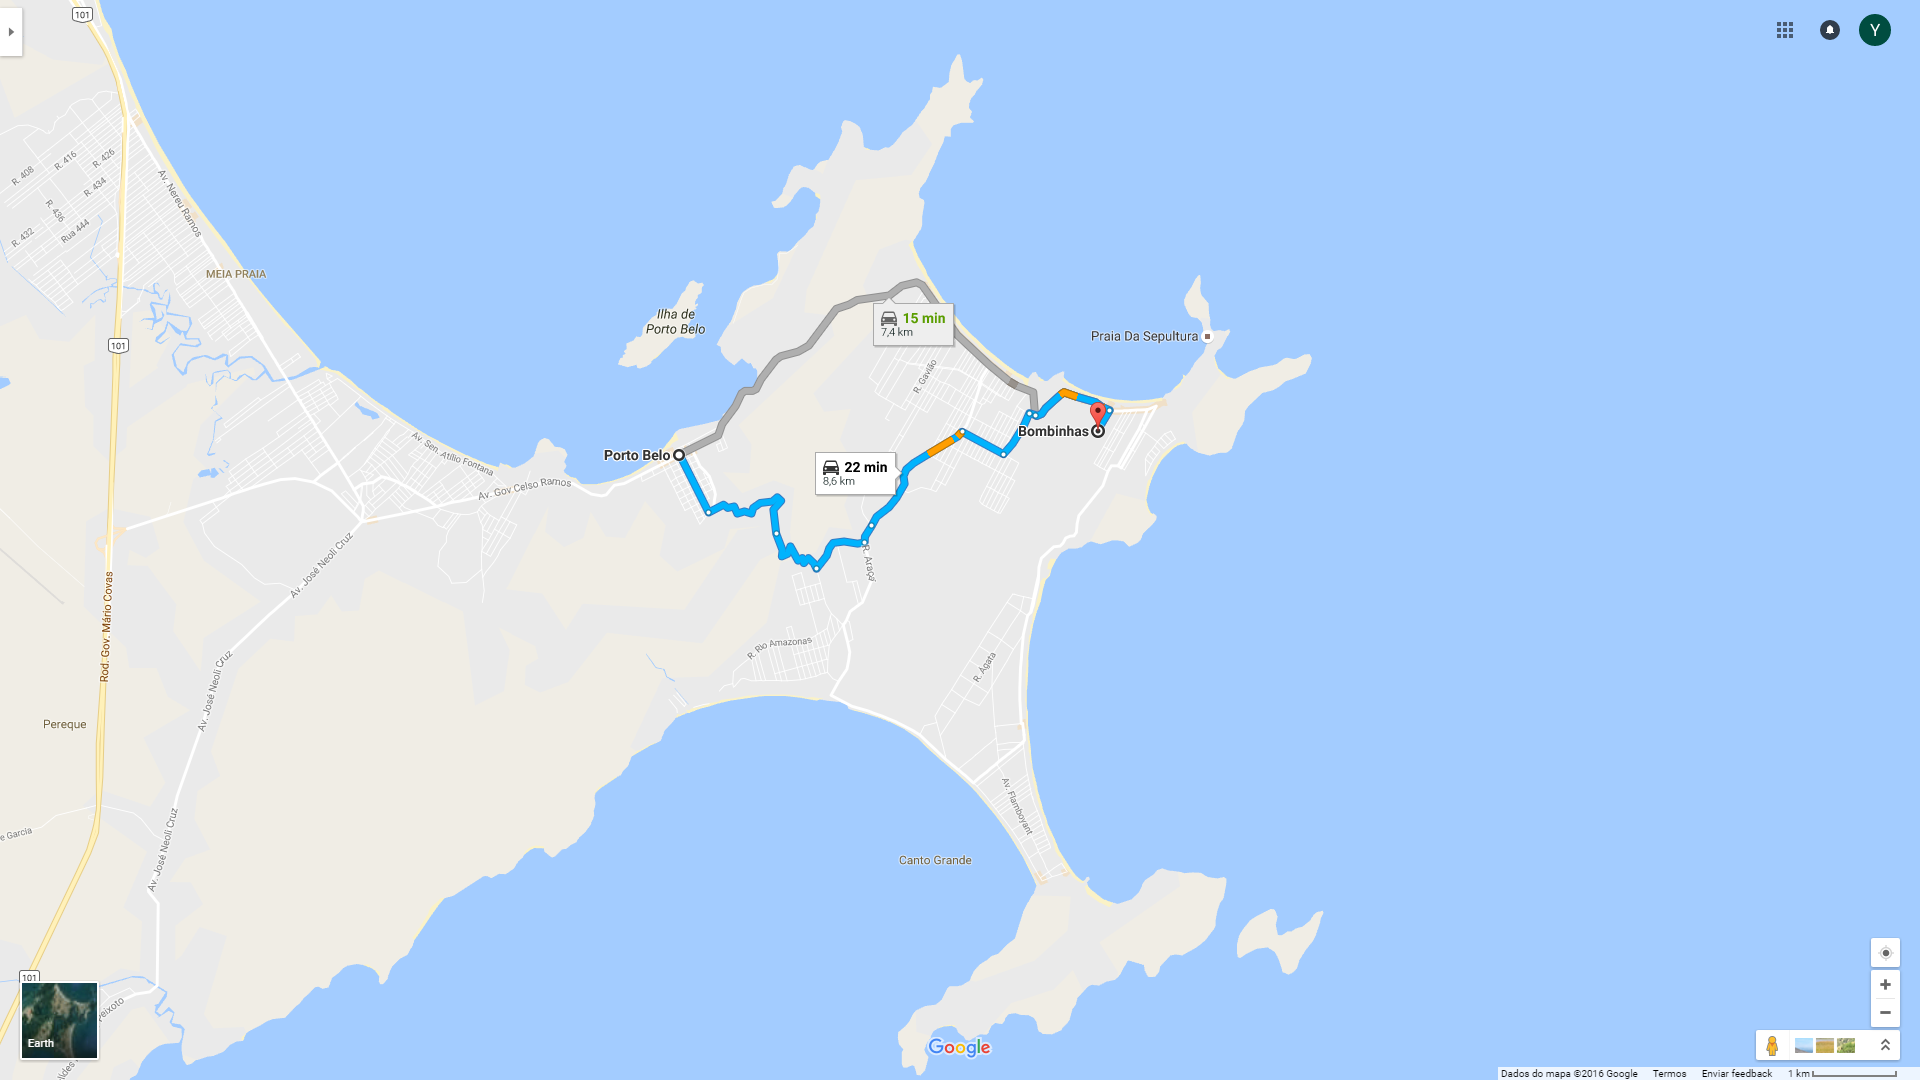 101
Y
R. 408
R. 416
R. 426
R. 434
R. 436
Rua 444
R. 432
Av. Nereu Ramos
MEIA PRAIA
Ilha de
Porto Belo
15 min
7,4 km
Praia Da Sepultura
101
R. Gavião
Bombinhas
Porto Belo
22 min
8,6 km
Av. Sen. Atílio Fontana
Av. Gov Celso Ramos
Av. José Neoli Cruz
R. Araçá
Rod. Gov. Mário Covas
R. Rio Amazonas
R. Ágata
Av. José Neoli Cruz
Pereque
Av. Flamboyant
e Garcia
Av. José Neoli Cruz
Canto Grande
101
Peixoto
Earth
Google
Dados do mapa ©2016 Google Termos Enviar feedback 1 km